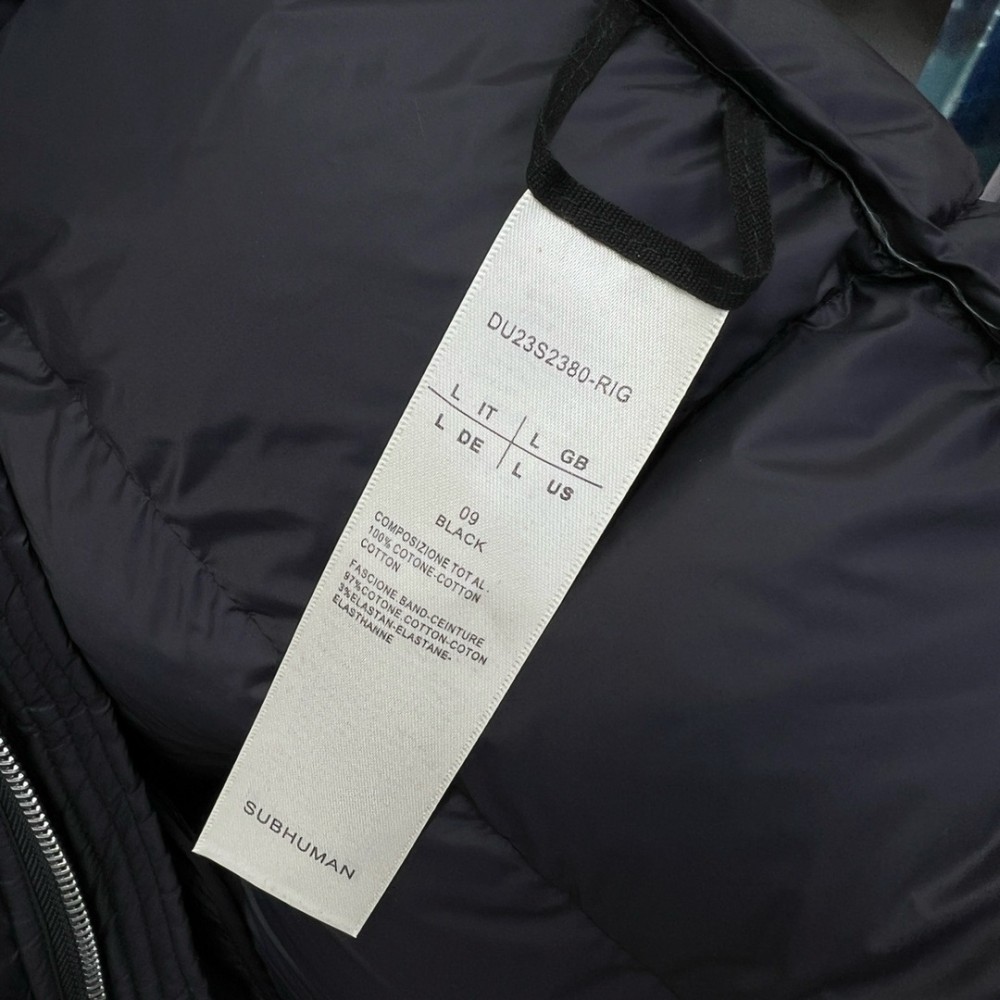 DU23S2380-RIG
L IT L GB
L DE L US
09
BLACK
COMPOSIZIONE TOT AL.
100% COTONE-COTTON
COTTON
FASCIONE.BAND-CEINTURE
97%COTONE.COTTON-COTON
3%ELASTAN-ELASTANE-
ELASTHANNE
SUBHUMAN